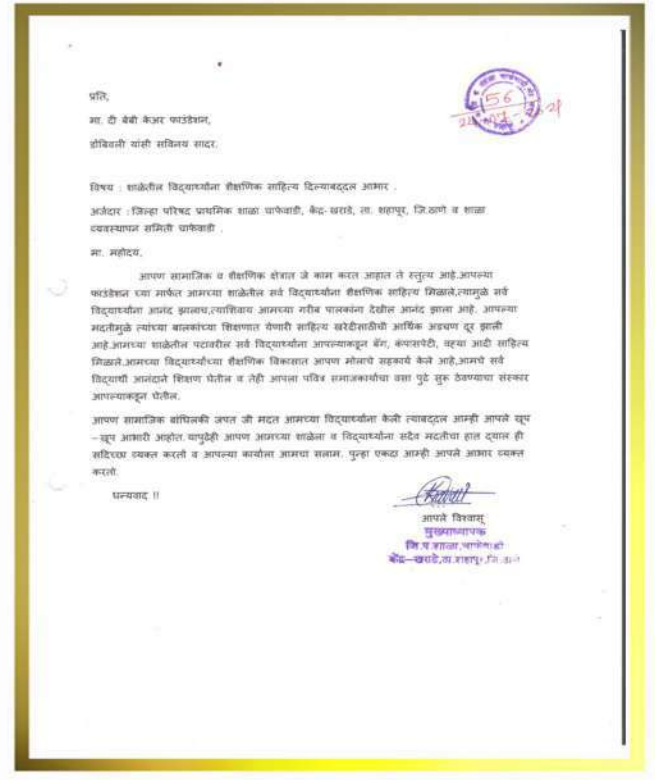 प्रति,
मा. दी बेबी केअर फाउंडेशन,
डोंबिवली यांसी सविनय सादर.
56
विषय : शाळेतील विद्यार्थ्यांना शैक्षणिक साहित्य दिल्याबद्दल आभार .
अर्जदार : जिल्हा परिषद प्राथमिक शाळा चाफेवाडी, केंद्र-खराडे, ता. शहापूर, जि.ठाणे व शाळा
व्यवस्थापन समिती चाफेवाडी .
मा. महोदय,
आपण सामाजिक व शैक्षणिक क्षेत्रात जे काम करत आहात ते स्तुत्य आहे.आपल्या
फाउंडेशन च्या मार्फत आमच्या शाळेतील सर्व विद्यार्थ्यांना शैक्षणिक साहित्य मिळाले,त्यामुळे सर्व
विद्यार्थ्यांना आनंद झालाच,त्याशिवाय आमच्या गरीब पालकांना देखील आनंद झाला आहे. आपल्या
मदतीमुळे त्यांच्या बालकांच्या शिक्षणात येणारी साहित्य खरेदीसाठीची आर्थिक अडचण दूर झाली
आहे.आमच्या शाळेतील पटावरील सर्व विद्यार्थ्यांना आपल्याकडून बॅग, कंपासपेटी, वह्या आदी साहित्य
मिळाले.आमच्या विद्यार्थ्यांच्या शैक्षणिक विकासात आपण मोलाचे सहकार्य केले आहे,आमचे सर्व
विद्यार्थी आनंदाने शिक्षण घेतील व तेही आपला पवित्र समाजकार्याचा वसा पुढे सुरू ठेवण्याचा संस्कार
आपल्याकडून घेतील.
आपण सामाजिक बांधिलकी जपत जी मदत आमच्या विद्यार्थ्यांना केली त्याबद्दल आम्ही आपले खूप
–खूप आभारी आहोत.यापुढेही आपण आमच्या शाळेला व विद्यार्थ्यांना सदैव मदतीचा हात द्याल ही
सदिच्छा व्यक्त करतो व आपल्या कार्याला आमचा सलाम. पुन्हा एकदा आम्ही आपले आभार व्यक्त
करतो.
धन्यवाद !!
आपले विश्वासू
मुख्याध्यापक
जि.प.शाळा,चाफेवाडी
केंद्र–खराडे,ता.शहापूर,जि.ठाणे